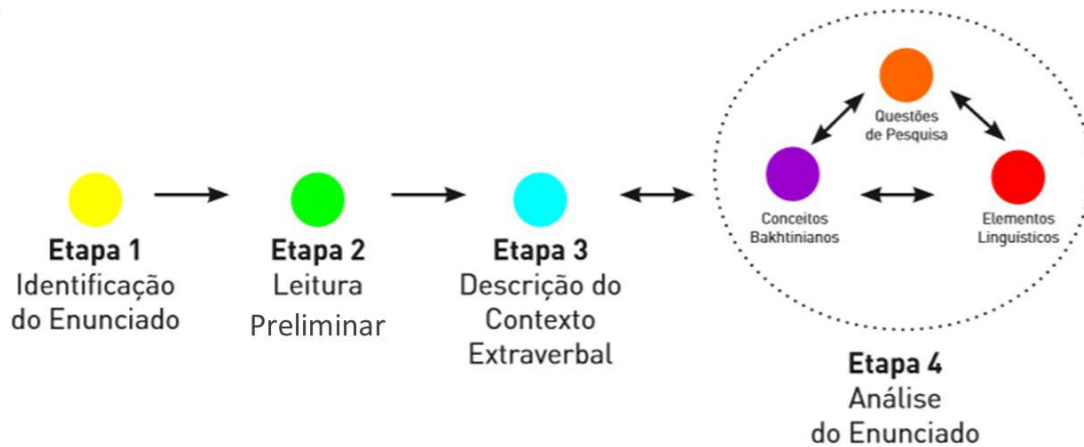 Questões
de Pesquisa
Conceitos
Bakhtinianos
Elementos
Linguísticos
Etapa 1
Identificação
do Enunciado
Etapa 2
Leitura
Preliminar
Etapa 3
Descrição do
Contexto
Extraverbal
Etapa 4
Análise
do Enunciado